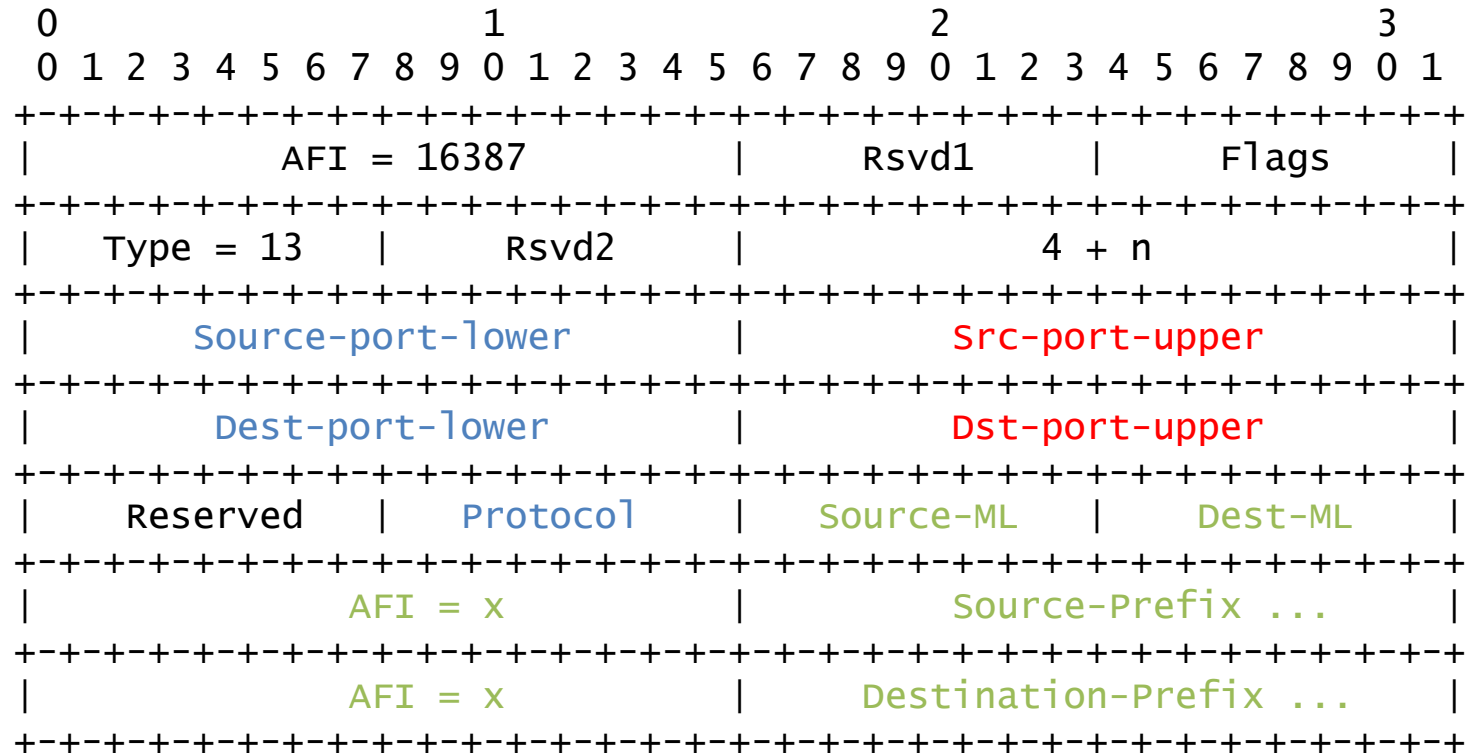 0                   1                   2                   3
0 1 2 3 4 5 6 7 8 9 0 1 2 3 4 5 6 7 8 9 0 1 2 3 4 5 6 7 8 9 0 1
+-+-+-+-+-+-+-+-+-+-+-+-+-+-+-+-+-+-+-+-+-+-+-+-+-+-+-+-+-+-+-+-+
|           AFI = 16387         |     Rsvd1     |     Flags     |
+-+-+-+-+-+-+-+-+-+-+-+-+-+-+-+-+-+-+-+-+-+-+-+-+-+-+-+-+-+-+-+-+
|   Type = 13   |     Rsvd2     |             4 + n             |
+-+-+-+-+-+-+-+-+-+-+-+-+-+-+-+-+-+-+-+-+-+-+-+-+-+-+-+-+-+-+-+-+
|       Source-port-lower       |         Src-port-upper        |
+-+-+-+-+-+-+-+-+-+-+-+-+-+-+-+-+-+-+-+-+-+-+-+-+-+-+-+-+-+-+-+-+
|        Dest-port-lower        |         Dst-port-upper        |
+-+-+-+-+-+-+-+-+-+-+-+-+-+-+-+-+-+-+-+-+-+-+-+-+-+-+-+-+-+-+-+-+
|    Reserved   |   Protocol    |   Source-ML   |    Dest-ML    |
+-+-+-+-+-+-+-+-+-+-+-+-+-+-+-+-+-+-+-+-+-+-+-+-+-+-+-+-+-+-+-+-+
|              AFI = x          |         Source-Prefix ...     |
+-+-+-+-+-+-+-+-+-+-+-+-+-+-+-+-+-+-+-+-+-+-+-+-+-+-+-+-+-+-+-+-+
|              AFI = x          |     Destination-Prefix ...    |
+-+-+-+-+-+-+-+-+-+-+-+-+-+-+-+-+-+-+-+-+-+-+-+-+-+-+-+-+-+-+-+-+